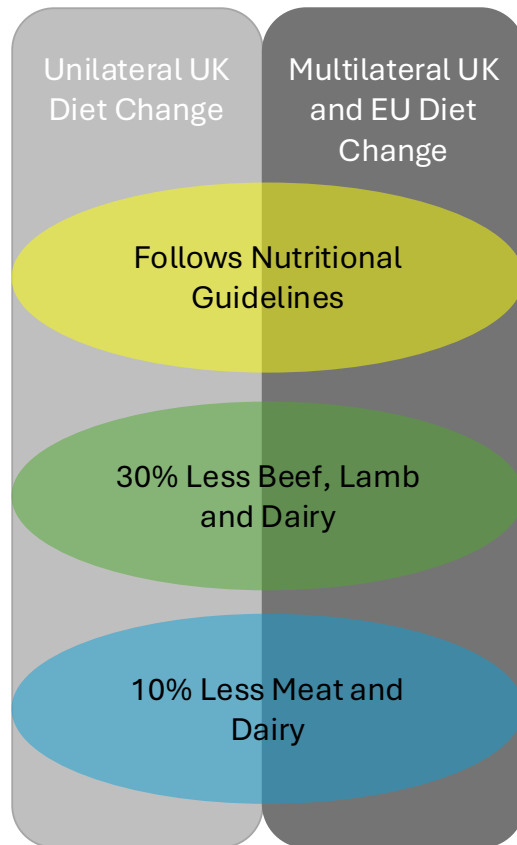 Unilateral UK
Diet Change
Multilateral UK
and EU Diet
Change
Follows Nutritional
Guidelines
30% Less Beef, Lamb
and Dairy
10% Less Meat and
Dairy